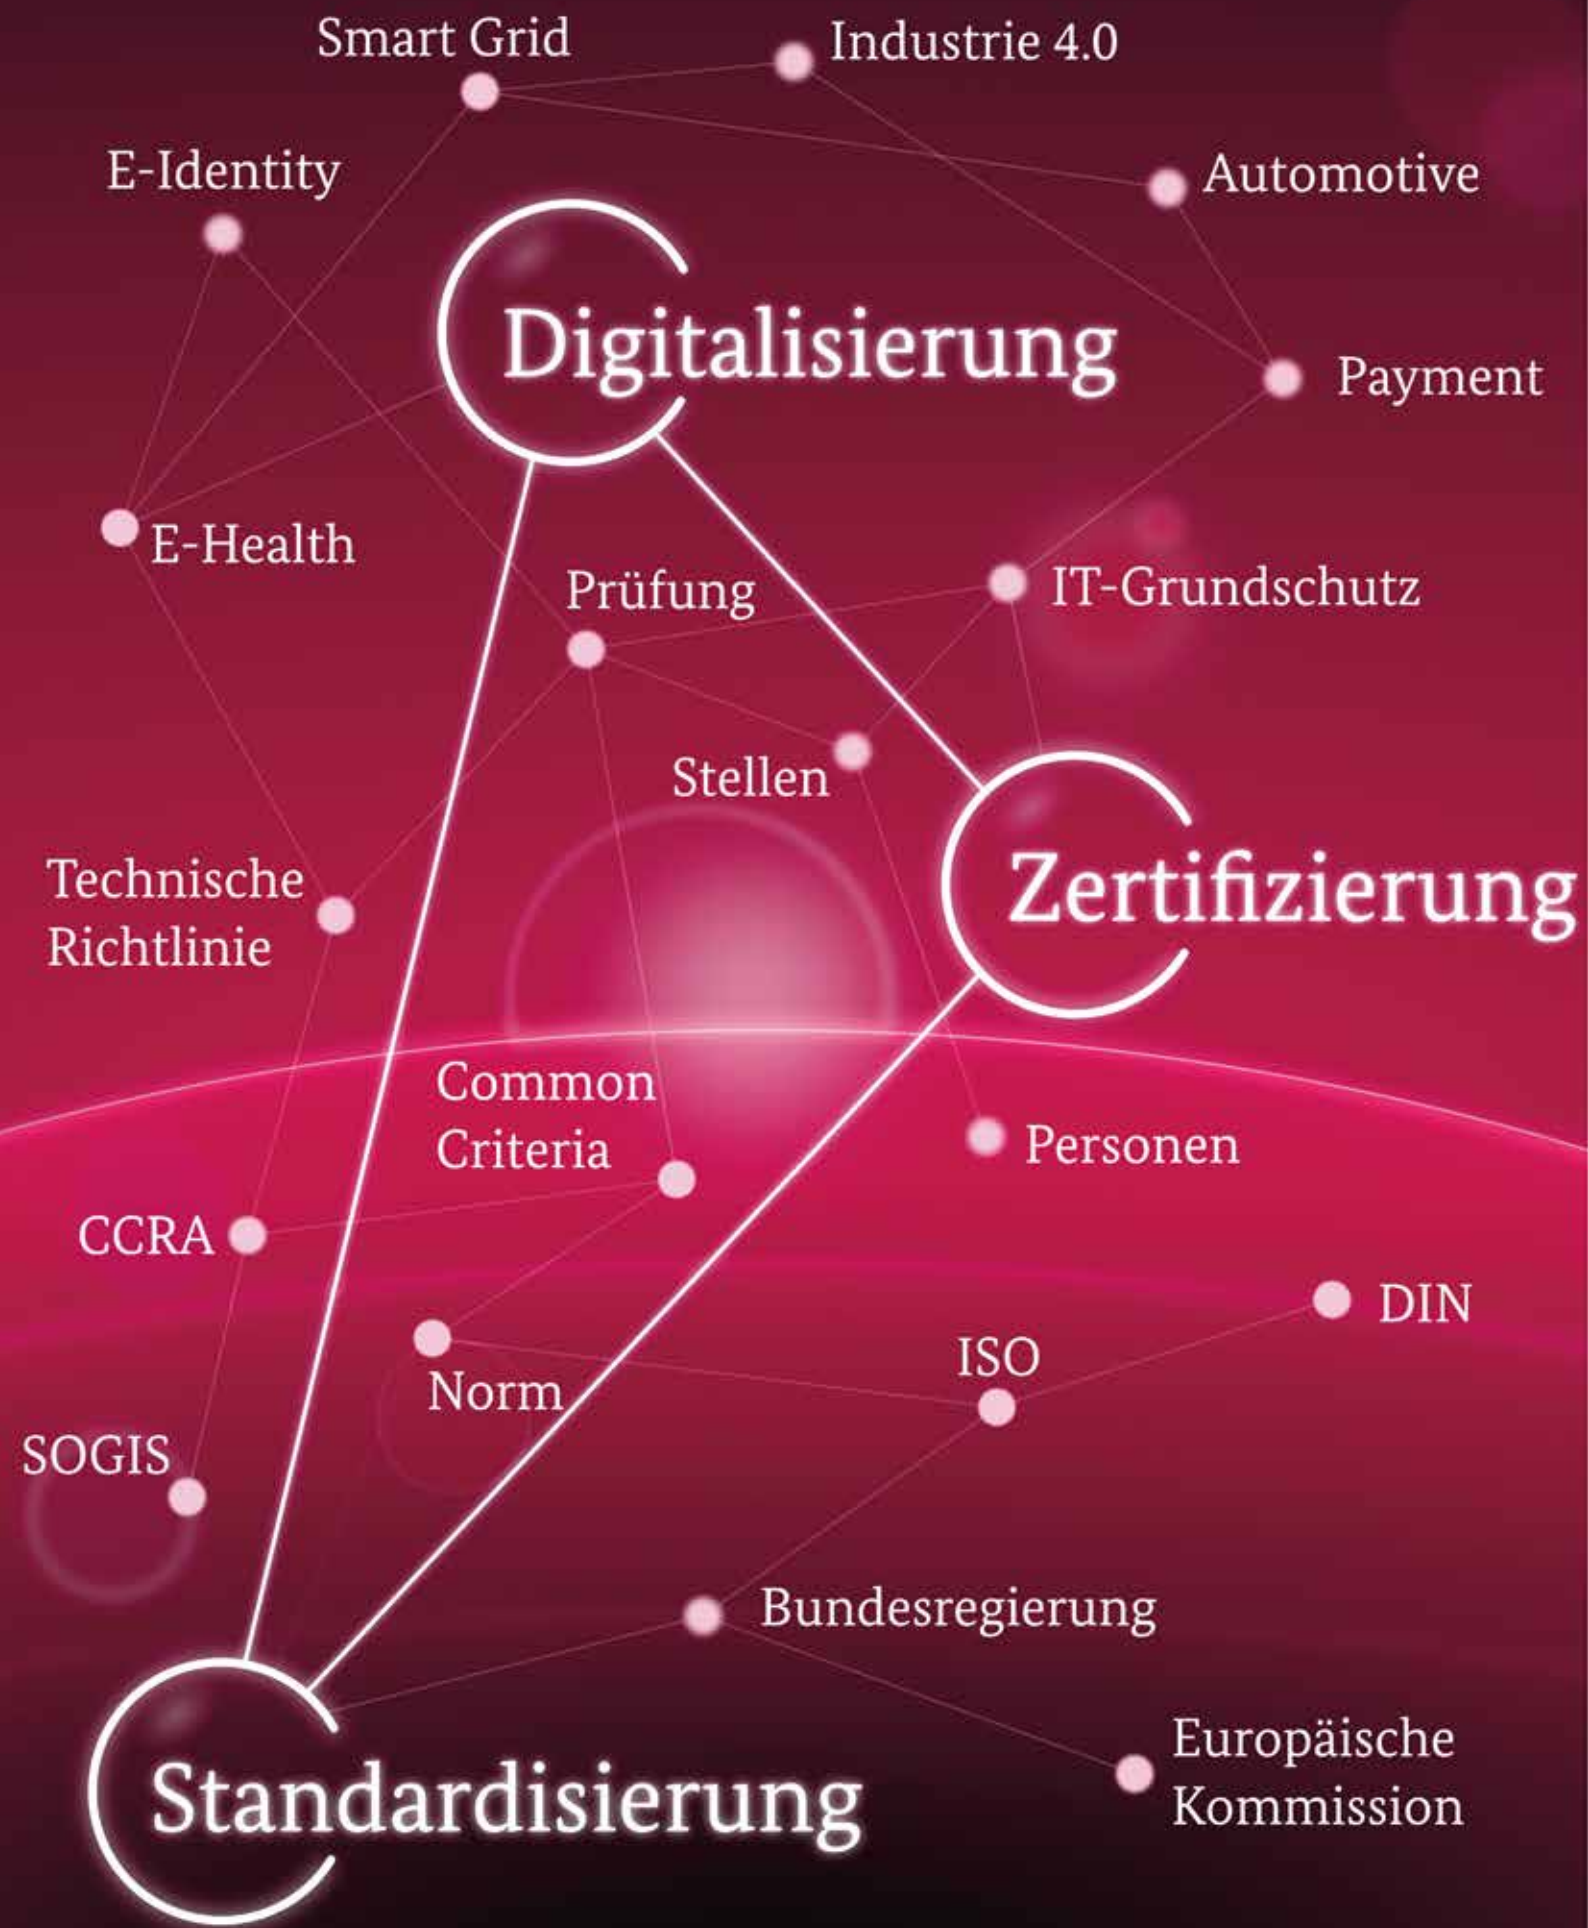 Smart Grid
Industrie 4.0
E-Identity
Automotive
Digitalisierung
Payment
E-Health
Prüfung
IT-Grundschutz
Stellen
Zertifizierung
Technische
Richtlinie
Common
Criteria
Personen
CCRA
DIN
ISO
Norm
SOGIS
Bundesregierung
Europäische
Kommission
Standardisierung